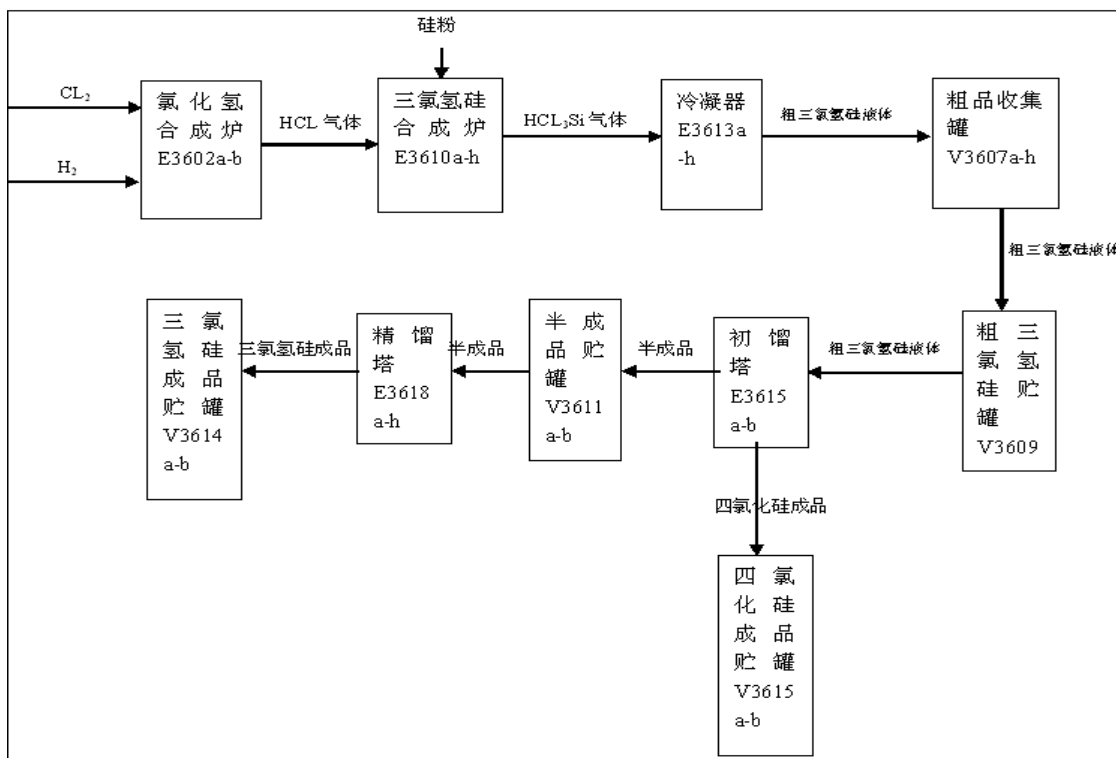 硅粉
CL₂
H₂
氯化氢
合成炉
E3602a-b
HCL 气体
三氯氢硅
合成炉
E3610a-h
HCL₃Si 气体
冷凝器
E3613a
-h
粗三氯氢硅液体
粗品收集
罐
V3607a-h
粗三氯氢硅液体
粗三
氯氢
硅贮
罐
V3609
粗三氯氢硅液体
初馏
塔
E3615
a-b
半成品
半成
品贮
罐
V3611
a-b
半成品
精馏
塔
E3618
a-h
三氯氢硅成品
三氯
氢硅
成品
贮罐
V3614
a-b
四氯化硅成品
四氯
化硅
成品
贮罐
V3615
a-b